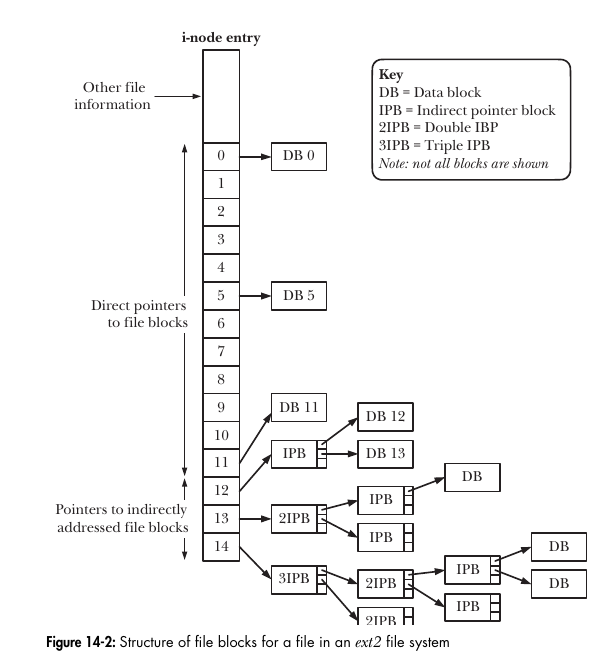 i-node entry
Other file
information
Key
DB = Data block
IPB = Indirect pointer block
2IPB = Double IBP
3IPB = Triple IPB
Note: not all blocks are shown
0
DB 0
1
2
3
4
5
DB 5
Direct pointers
to file blocks
6
7
8
9
DB 11
10
DB 12
11
IPB
DB 13
12
DB
Pointers to indirectly
addressed file blocks
13
2IPB
IPB
IPB
14
DB
3IPB
2IPB
IPB
DB
IPB
2IPB
Figure 14-2: Structure of file blocks for a file in an ext2 file system